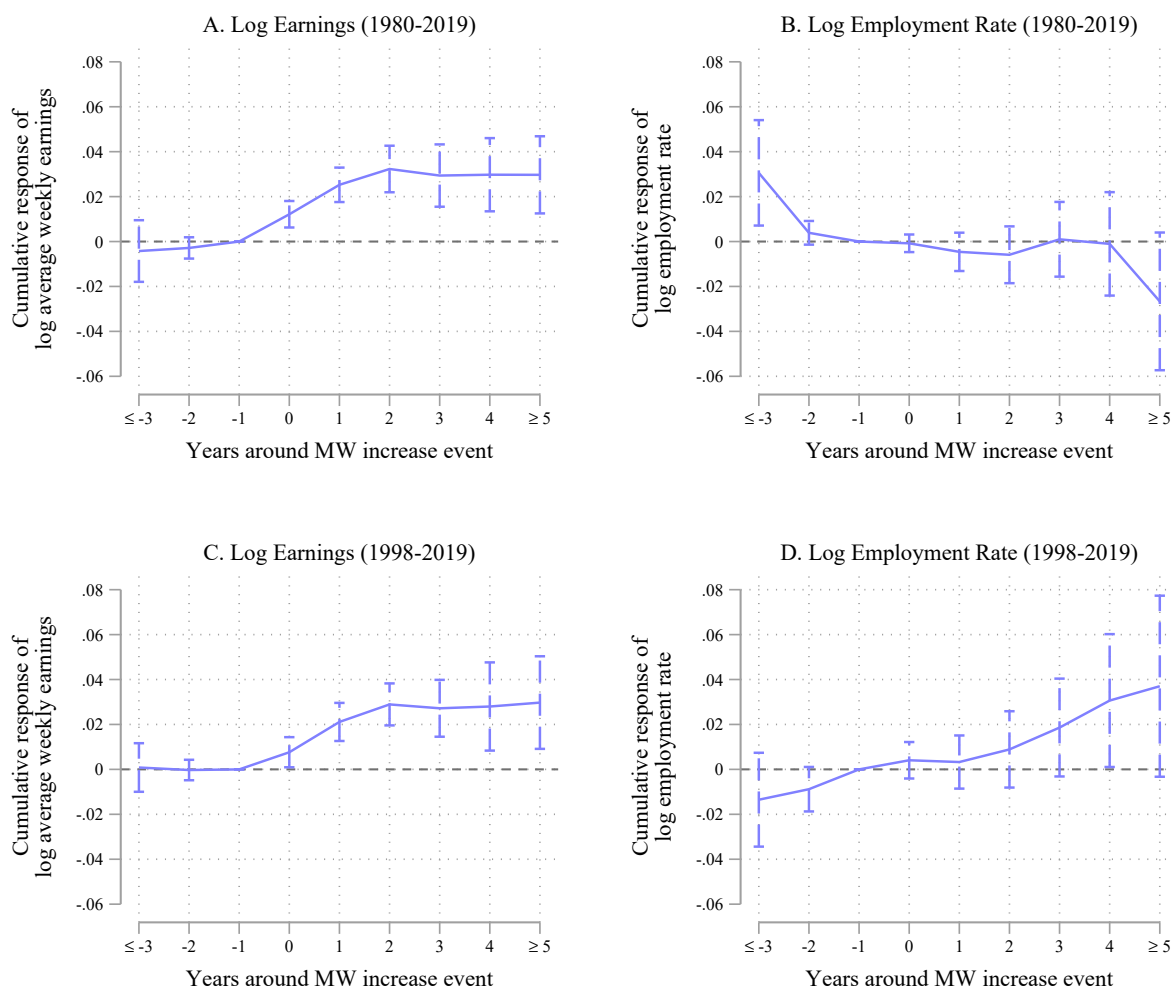 A. Log Earnings (1980-2019)
Cumulative response of
log average weekly earnings
.08
.06
.04
.02
0
-.02
-.04
-.06
≤ -3 -2 -1 0 1 2 3 4 ≥ 5
Years around MW increase event
B. Log Employment Rate (1980-2019)
Cumulative response of
log employment rate
.08
.06
.04
.02
0
-.02
-.04
-.06
≤ -3 -2 -1 0 1 2 3 4 ≥ 5
Years around MW increase event
C. Log Earnings (1998-2019)
Cumulative response of
log average weekly earnings
.08
.06
.04
.02
0
-.02
-.04
-.06
≤ -3 -2 -1 0 1 2 3 4 ≥ 5
Years around MW increase event
D. Log Employment Rate (1998-2019)
Cumulative response of
log employment rate
.08
.06
.04
.02
0
-.02
-.04
-.06
≤ -3 -2 -1 0 1 2 3 4 ≥ 5
Years around MW increase event